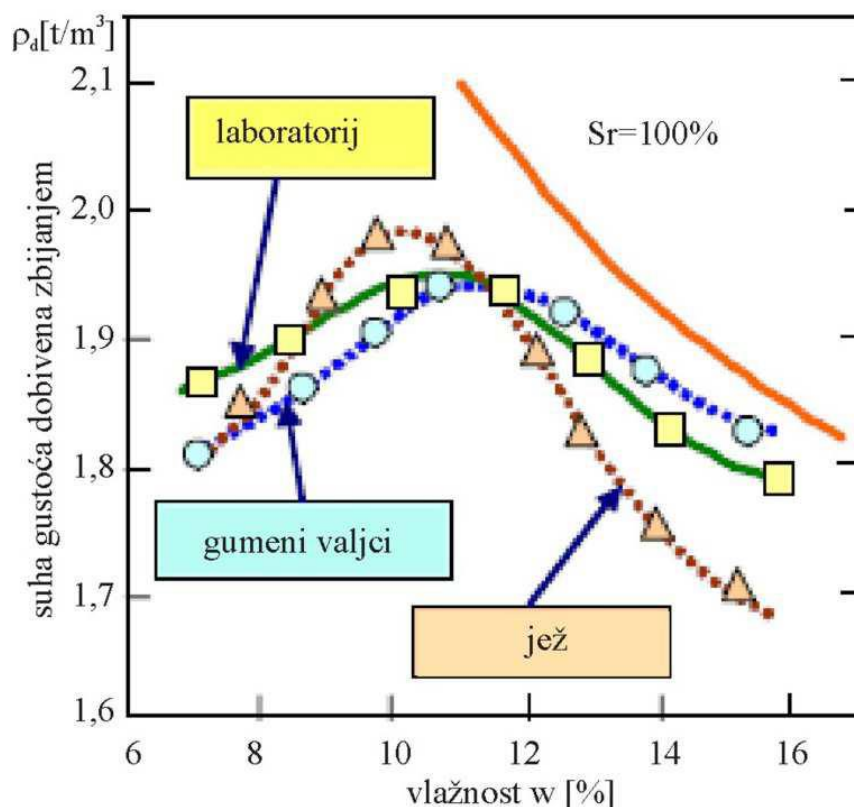 ρd[t/m³]
2,1
2,0
1,9
1,8
1,7
1,6
suha gustoća dobivena zbijanjem
laboratorij
Sr=100%
gumeni valjci
jež
6 8 10 12 14 16
vlažnost w [%]